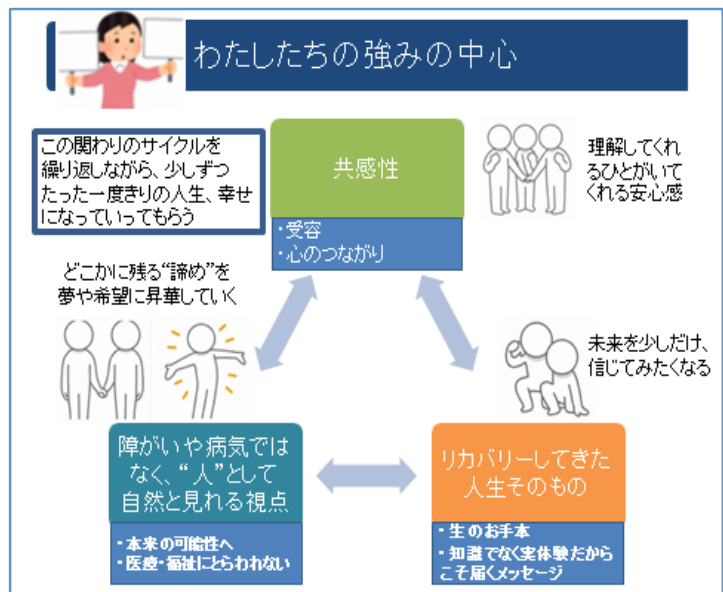 わたしたちの強みの中心
この関わりのサイクルを
繰り返しながら、少しずつ
たった一度きりの人生、幸せ
になっていってもらう
共感性
・受容
・心のつながり
理解してくれ
るひとがいて
くれる安心感
どこかに残る“諦め”を
夢や希望に昇華していく
未来を少しだけ、
信じてみたくなる
障がいや病気では
なく、“人”として
自然と見れる視点
・本来の可能性へ
・医療・福祉にとらわれない
リカバリーしてきた
人生そのもの
・生のお手本
・知識でなく実体験だから
こそ届くメッセージ